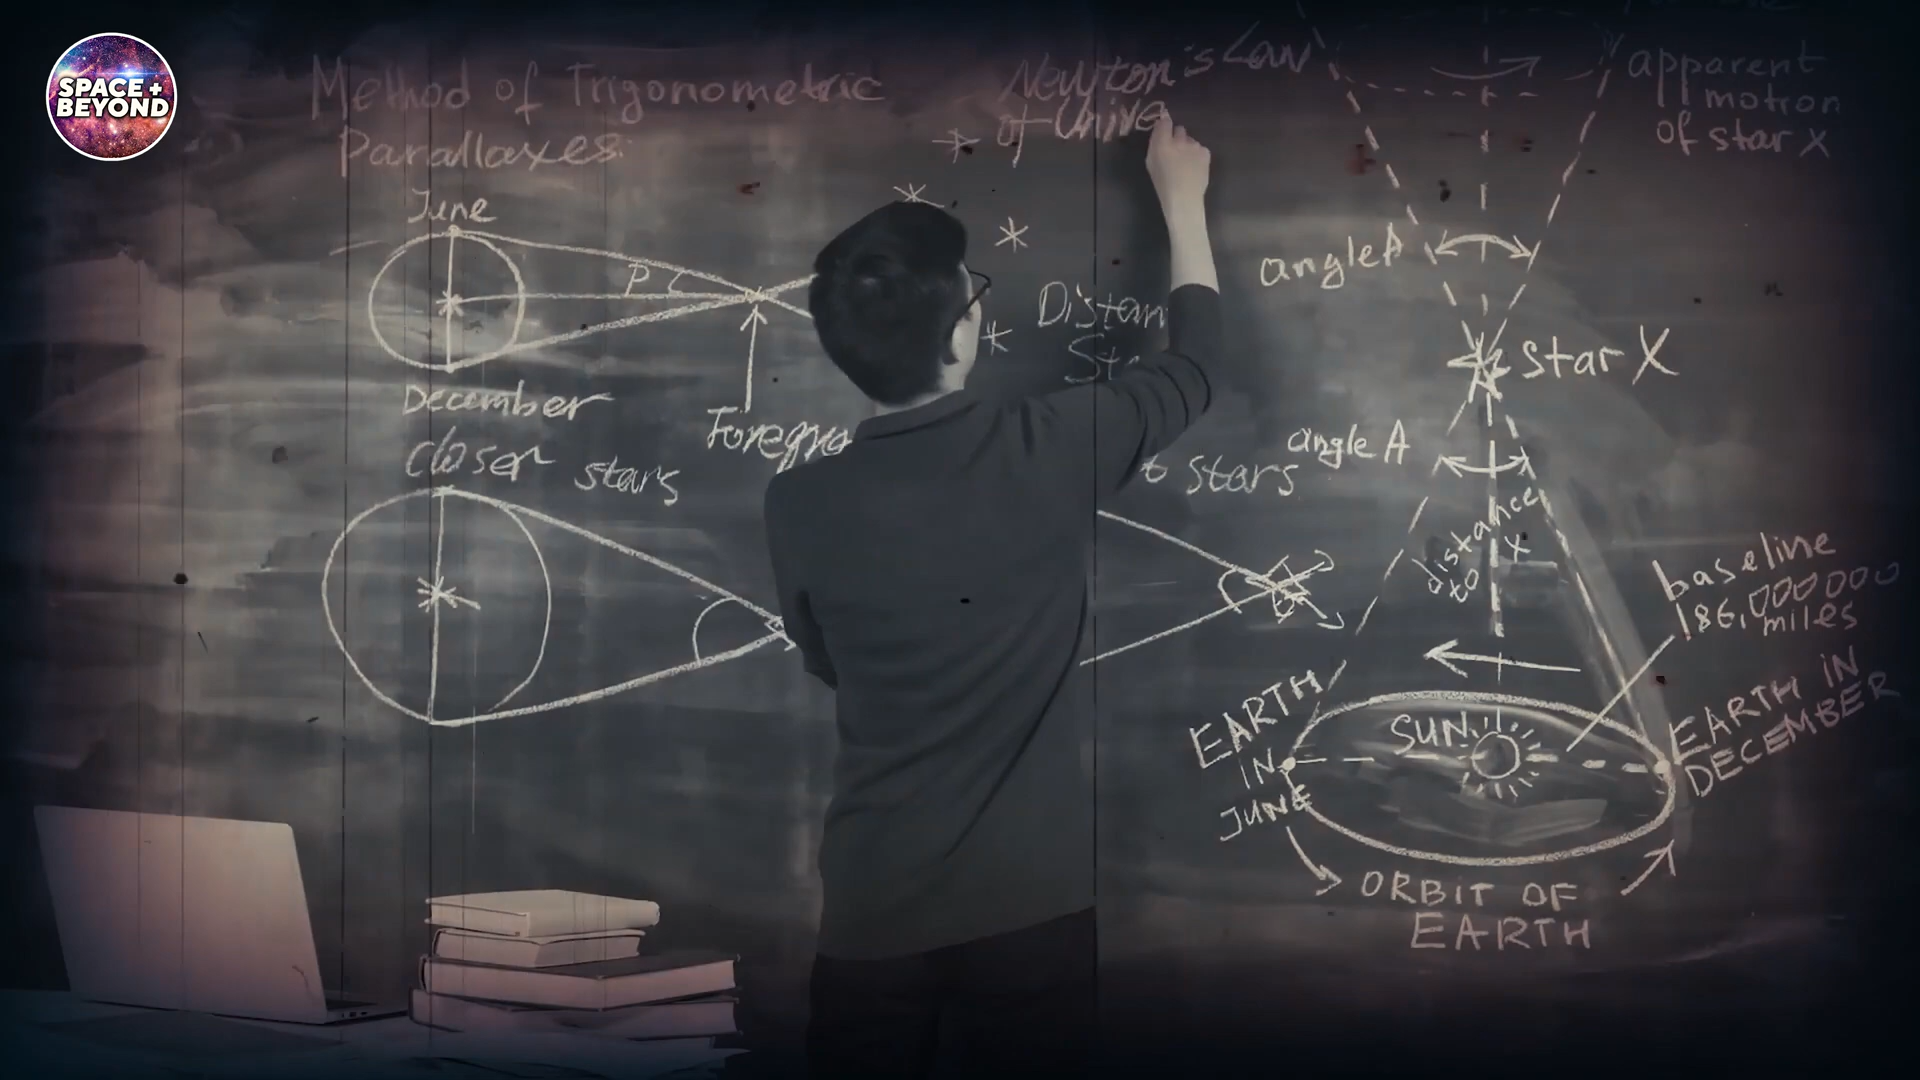 SPACE +
BEYOND
Method of Trigonometric
Parallaxes:
June
P
December
Foregro
closer stars
Newton's Law
of Unive
Distan
St
t stars
apparent
motion
of star X
angle A
star X
angle A
distance
to X
baseline
186,000000
miles
EARTH
IN
JUNE
SUN
EARTH IN
DECEMBER
ORBIT OF
EARTH